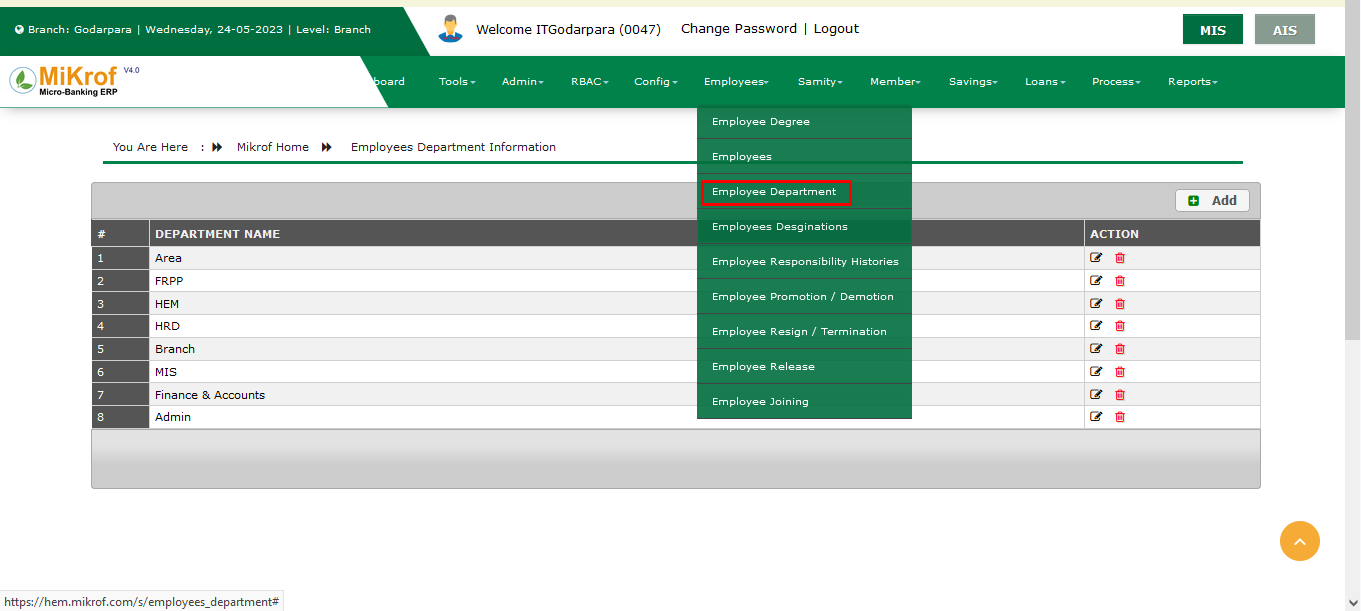 Branch: Godarpara | Wednesday, 24-05-2023 | Level: Branch
Welcome ITGodarpara (0047) Change Password | Logout
MIS AIS
MiKrof V4.0
Micro-Banking ERP
board Tools Admin RBAC Config Employees Samity Member Savings Loans Process Reports
You Are Here : Mikrof Home Employees Department Information
Employee Degree
Employees
Employee Department
Employees Desginations
Employee Responsibility Histories
Employee Promotion / Demotion
Employee Resign / Termination
Employee Release
Employee Joining
Add
# DEPARTMENT NAME ACTION
1 Area
2 FRPP
3 HEM
4 HRD
5 Branch
6 MIS
7 Finance & Accounts
8 Admin
https://hem.mikrof.com/s/employees_department#